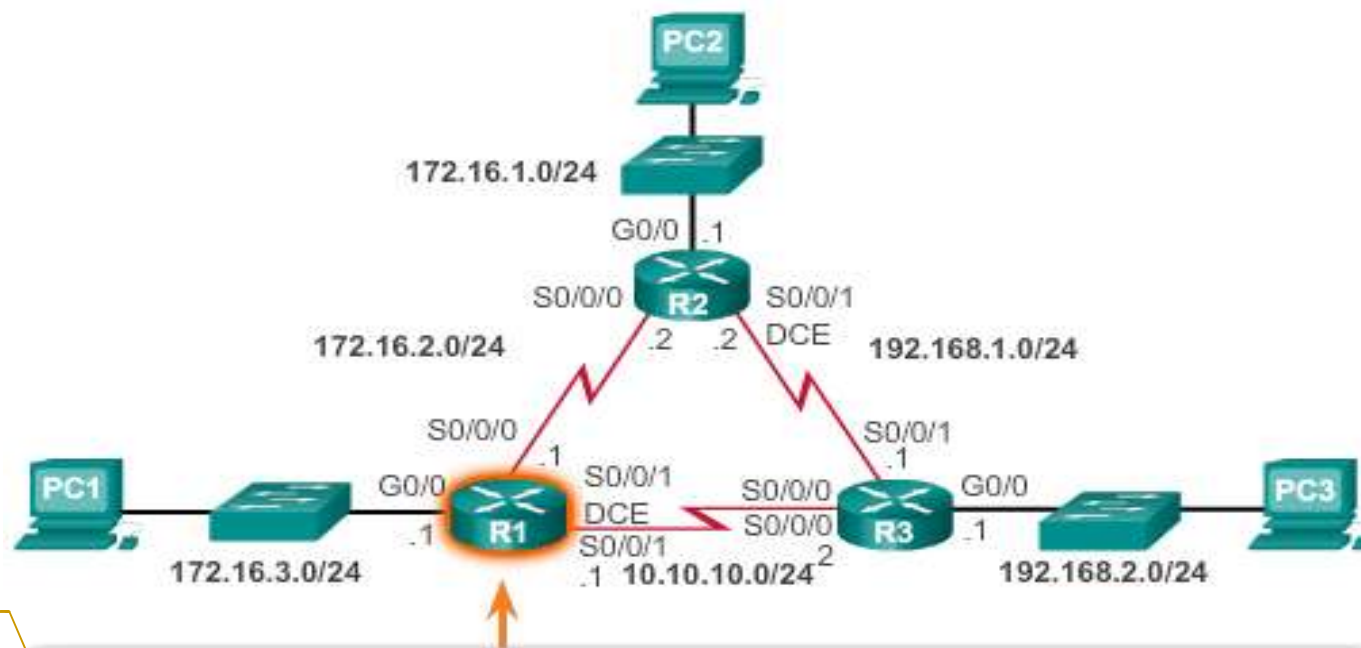 PC2
172.16.1.0/24
G0/0 .1
S0/0/0 R2 S0/0/1
.2 .2 DCE
172.16.2.0/24 192.168.1.0/24
S0/0/0 S0/0/1
.1 .1
PC1 G0/0 S0/0/1 S0/0/0 G0/0 PC3
.1 R1 DCE S0/0/0 R3 .1
S0/0/1 2
172.16.3.0/24 .1 10.10.10.0/24 192.168.2.0/24